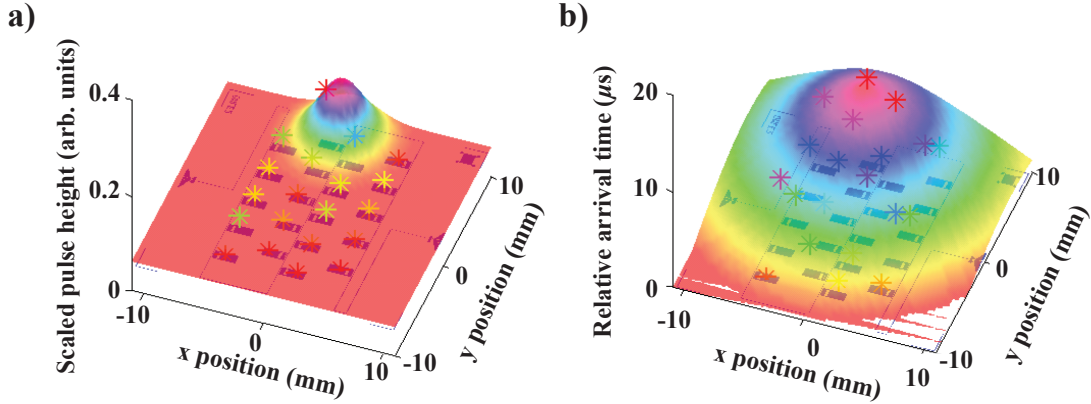 a)
Scaled pulse height (arb. units)
0.4
0.2
0
-10
0
10
x position (mm)
-10
0
10
y position (mm)
b)
Relative arrival time (μs)
20
10
0
-10
0
10
x position (mm)
-10
0
10
y position (mm)